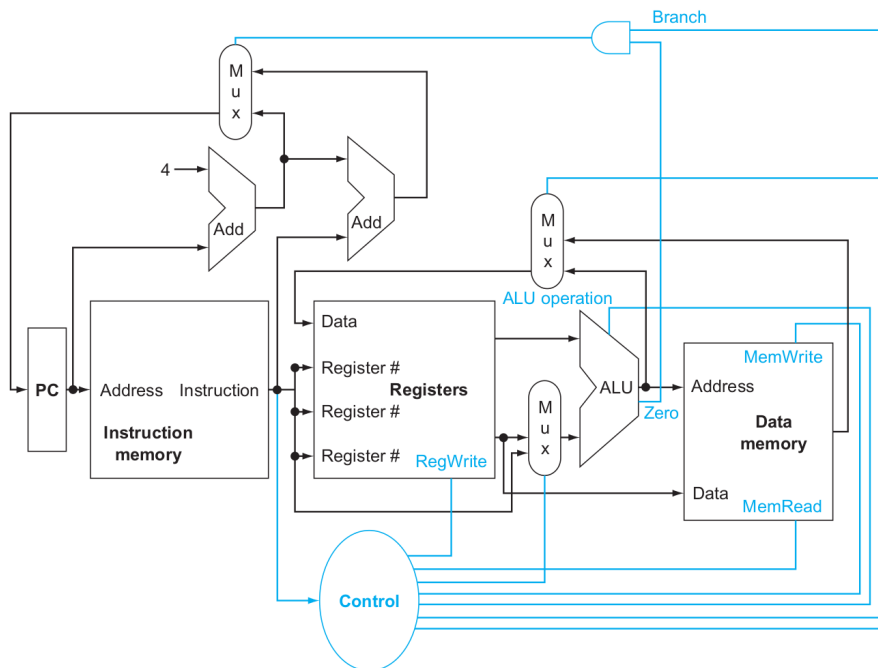 Branch
M
u
x
4
Add
Add
M
u
x
ALU operation
Data
Register #
Register #
Register #
Registers
RegWrite
PC
Address
Instruction
Instruction
memory
M
u
x
ALU
Zero
MemWrite
Address
Data
memory
Data
MemRead
Control